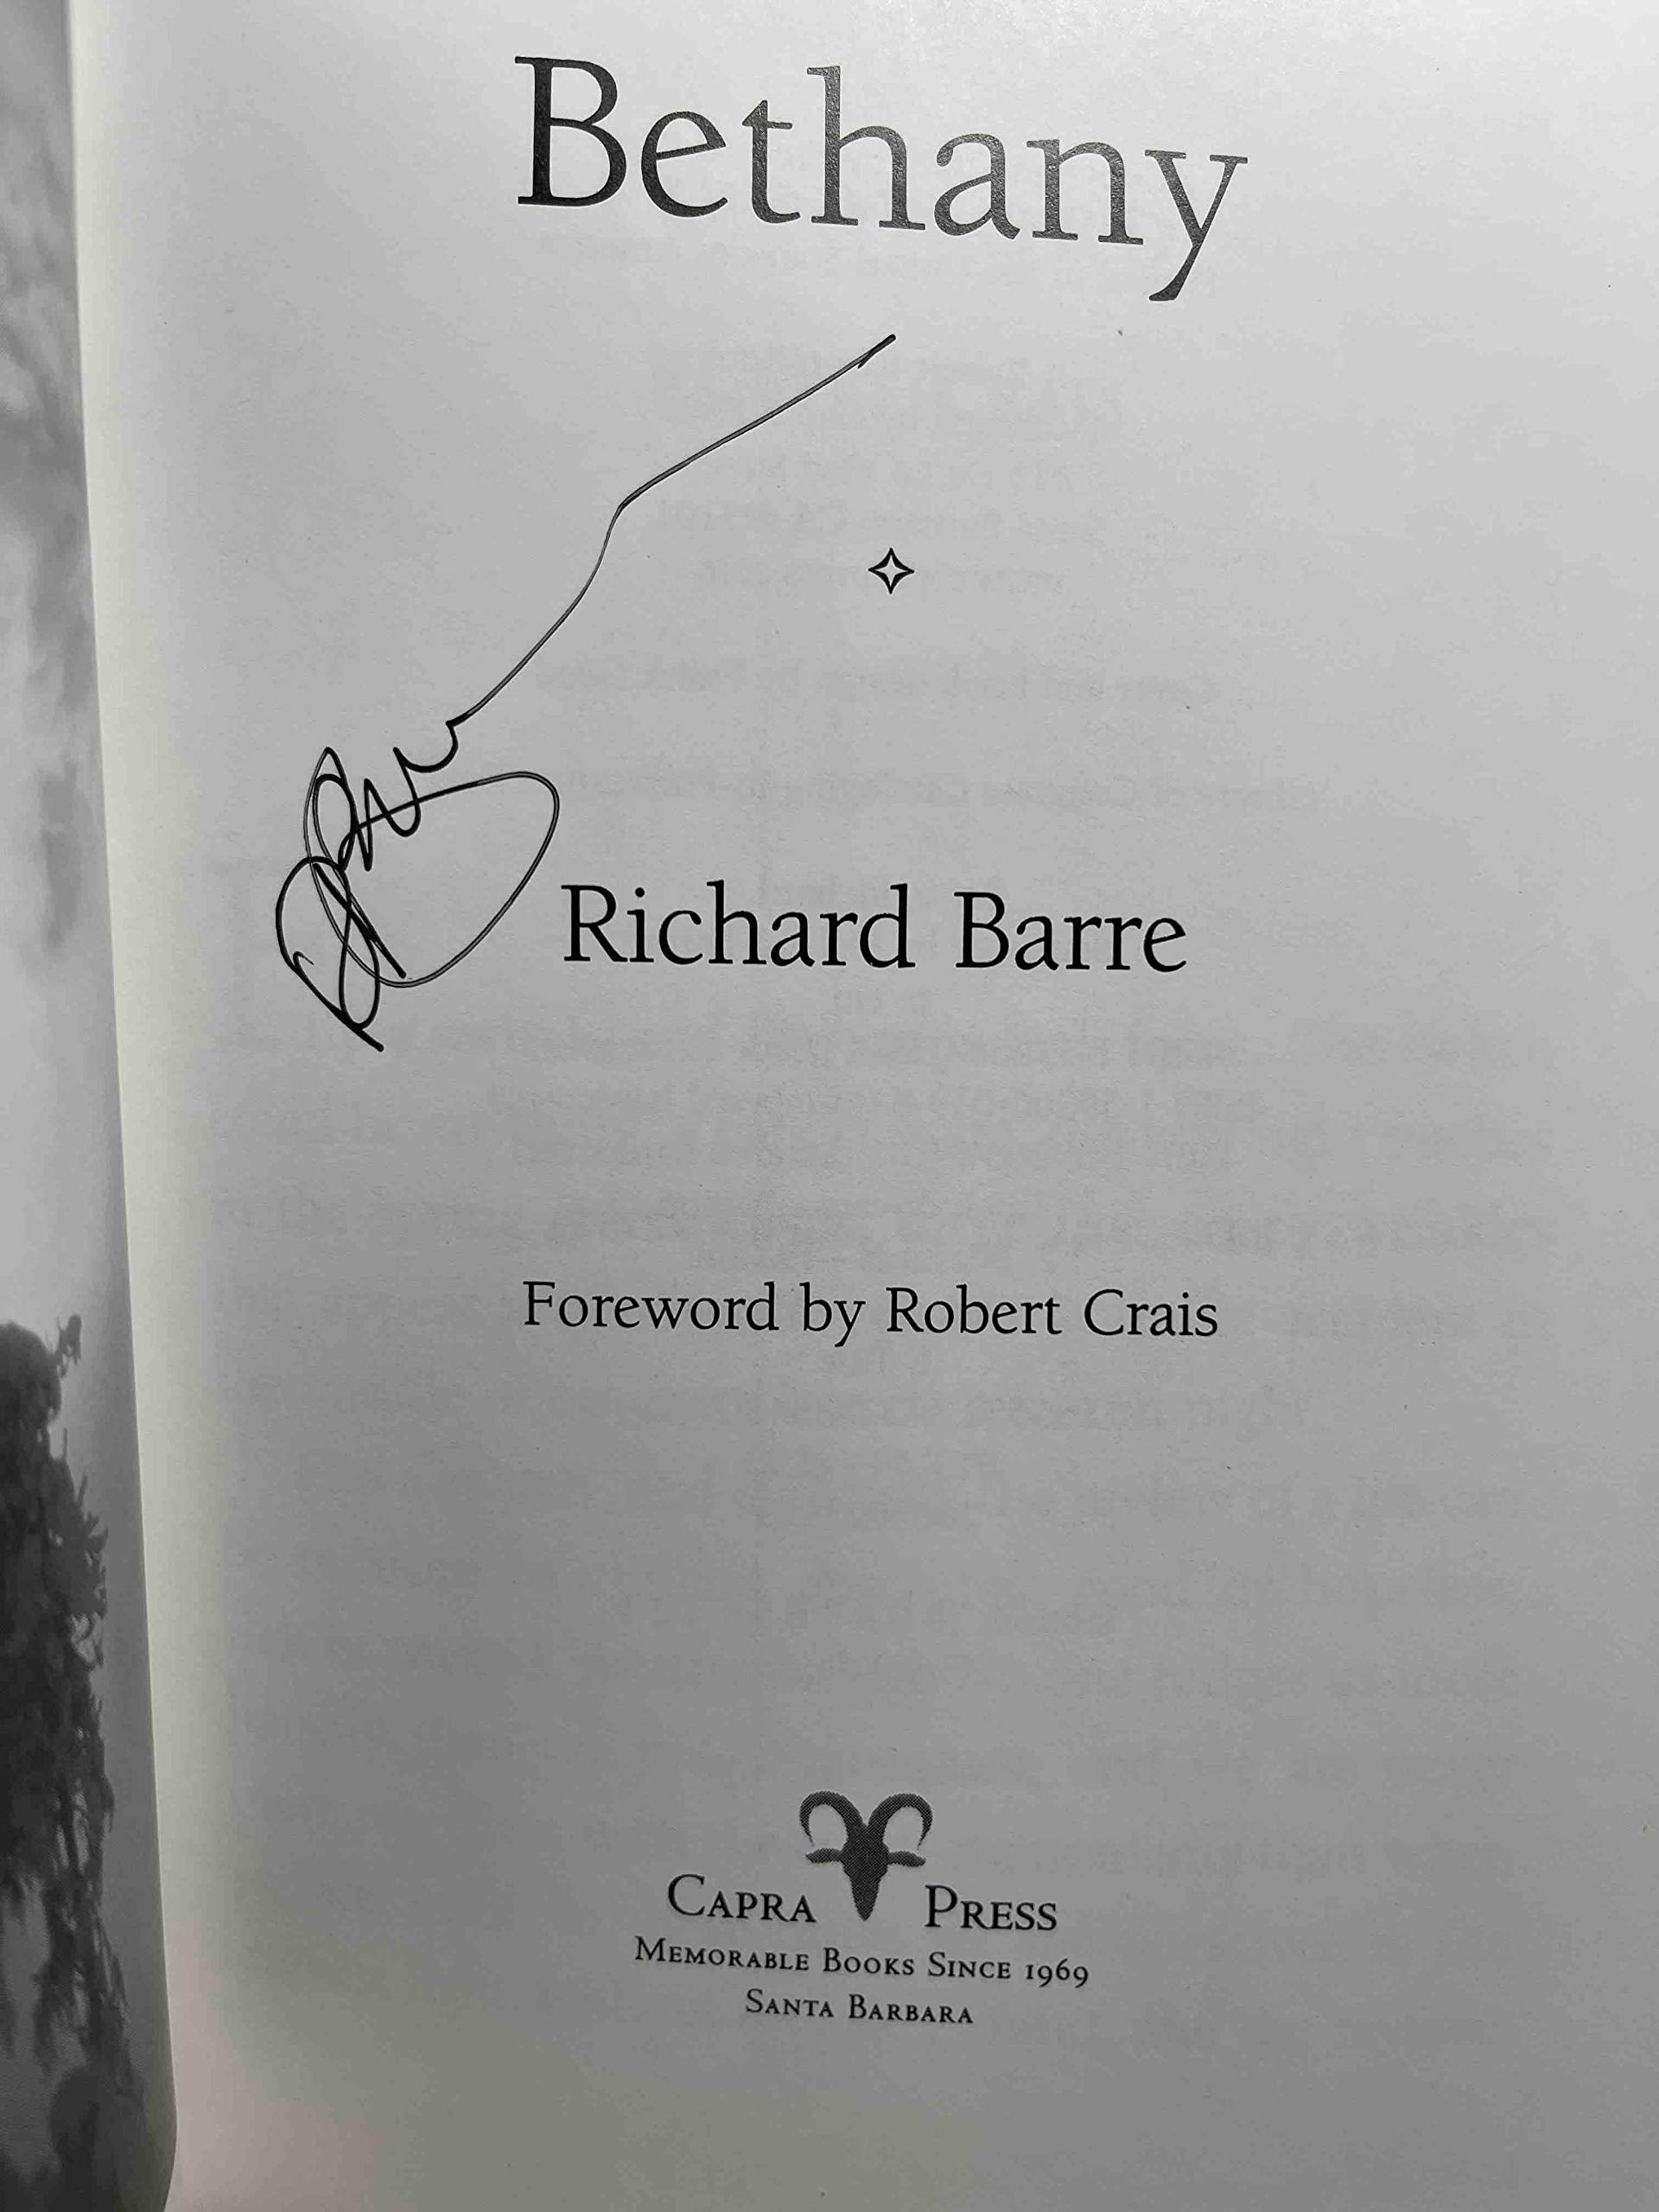 Bethany
Richard Barre
Foreword by Robert Crais
CAPRA PRESS
MEMORABLE BOOKS SINCE 1969
SANTA BARBARA